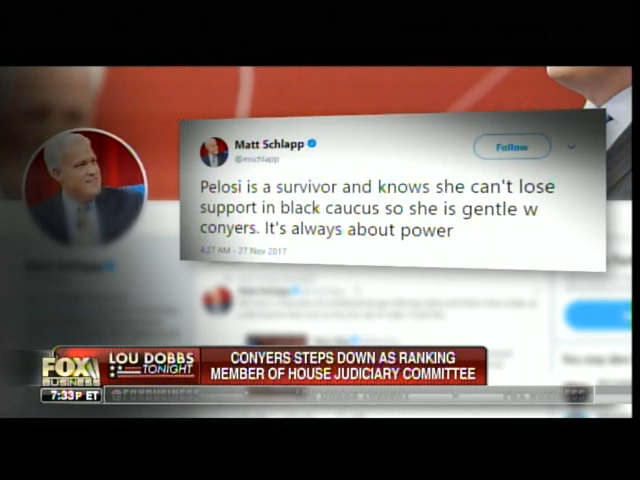 Matt Schlapp
@mschlapp
Follow
Pelosi is a survivor and knows she can't lose
support in black caucus so she is gentle w
conyers. It's always about power
4:27 AM - 27 Nov 2017
FOX
BUSINESS
LOU DOBBS
TONIGHT
CONYERS STEPS DOWN AS RANKING
MEMBER OF HOUSE JUDICIARY COMMITTEE
7:33P ET
@FOXBUSINESS